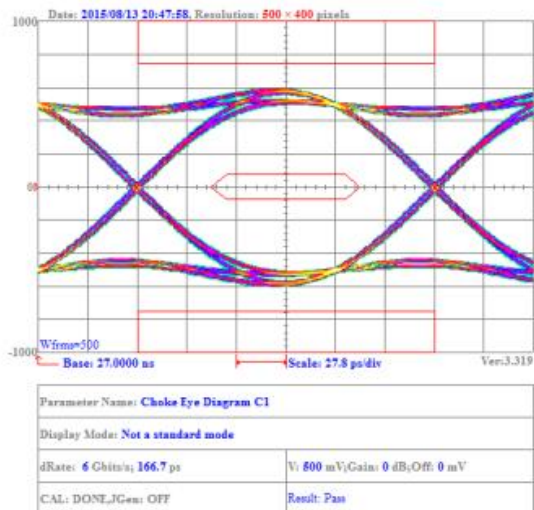 Date: 2015/08/13 20:47:58, Resolution: 500 × 400 pixels
1000
00
-1000
Wfrms=500
Base: 27.0000 ns
Scale: 27.8 ps/div
Ver:3.319
Parameter Name: Choke Eye Diagram C1
Display Mode: Not a standard mode
dRate: 6 Gbits/s; 166.7 ps
V: 500 mV;Gain: 0 dB;Off: 0 mV
CAL: DONE,JGen: OFF
Result: Pass